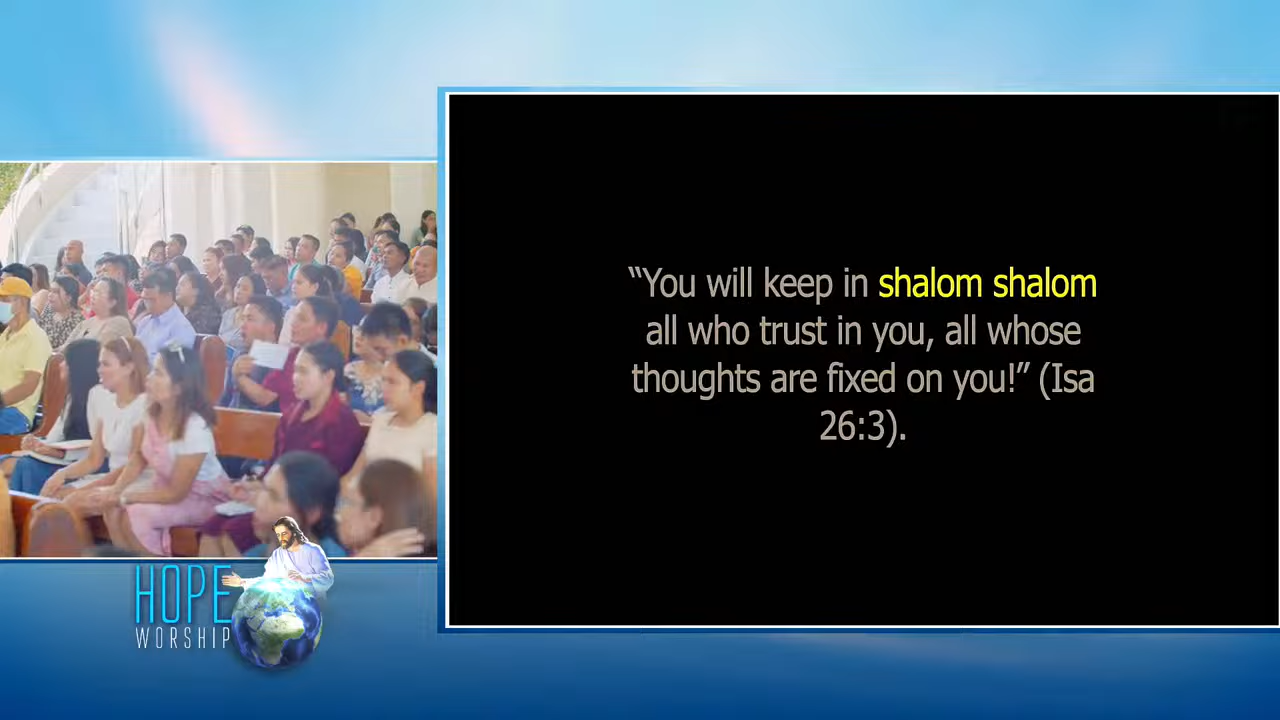 “You will keep in shalom shalom
all who trust in you, all whose
thoughts are fixed on you!” (Isa
26:3).
HOPE
WORSHIP